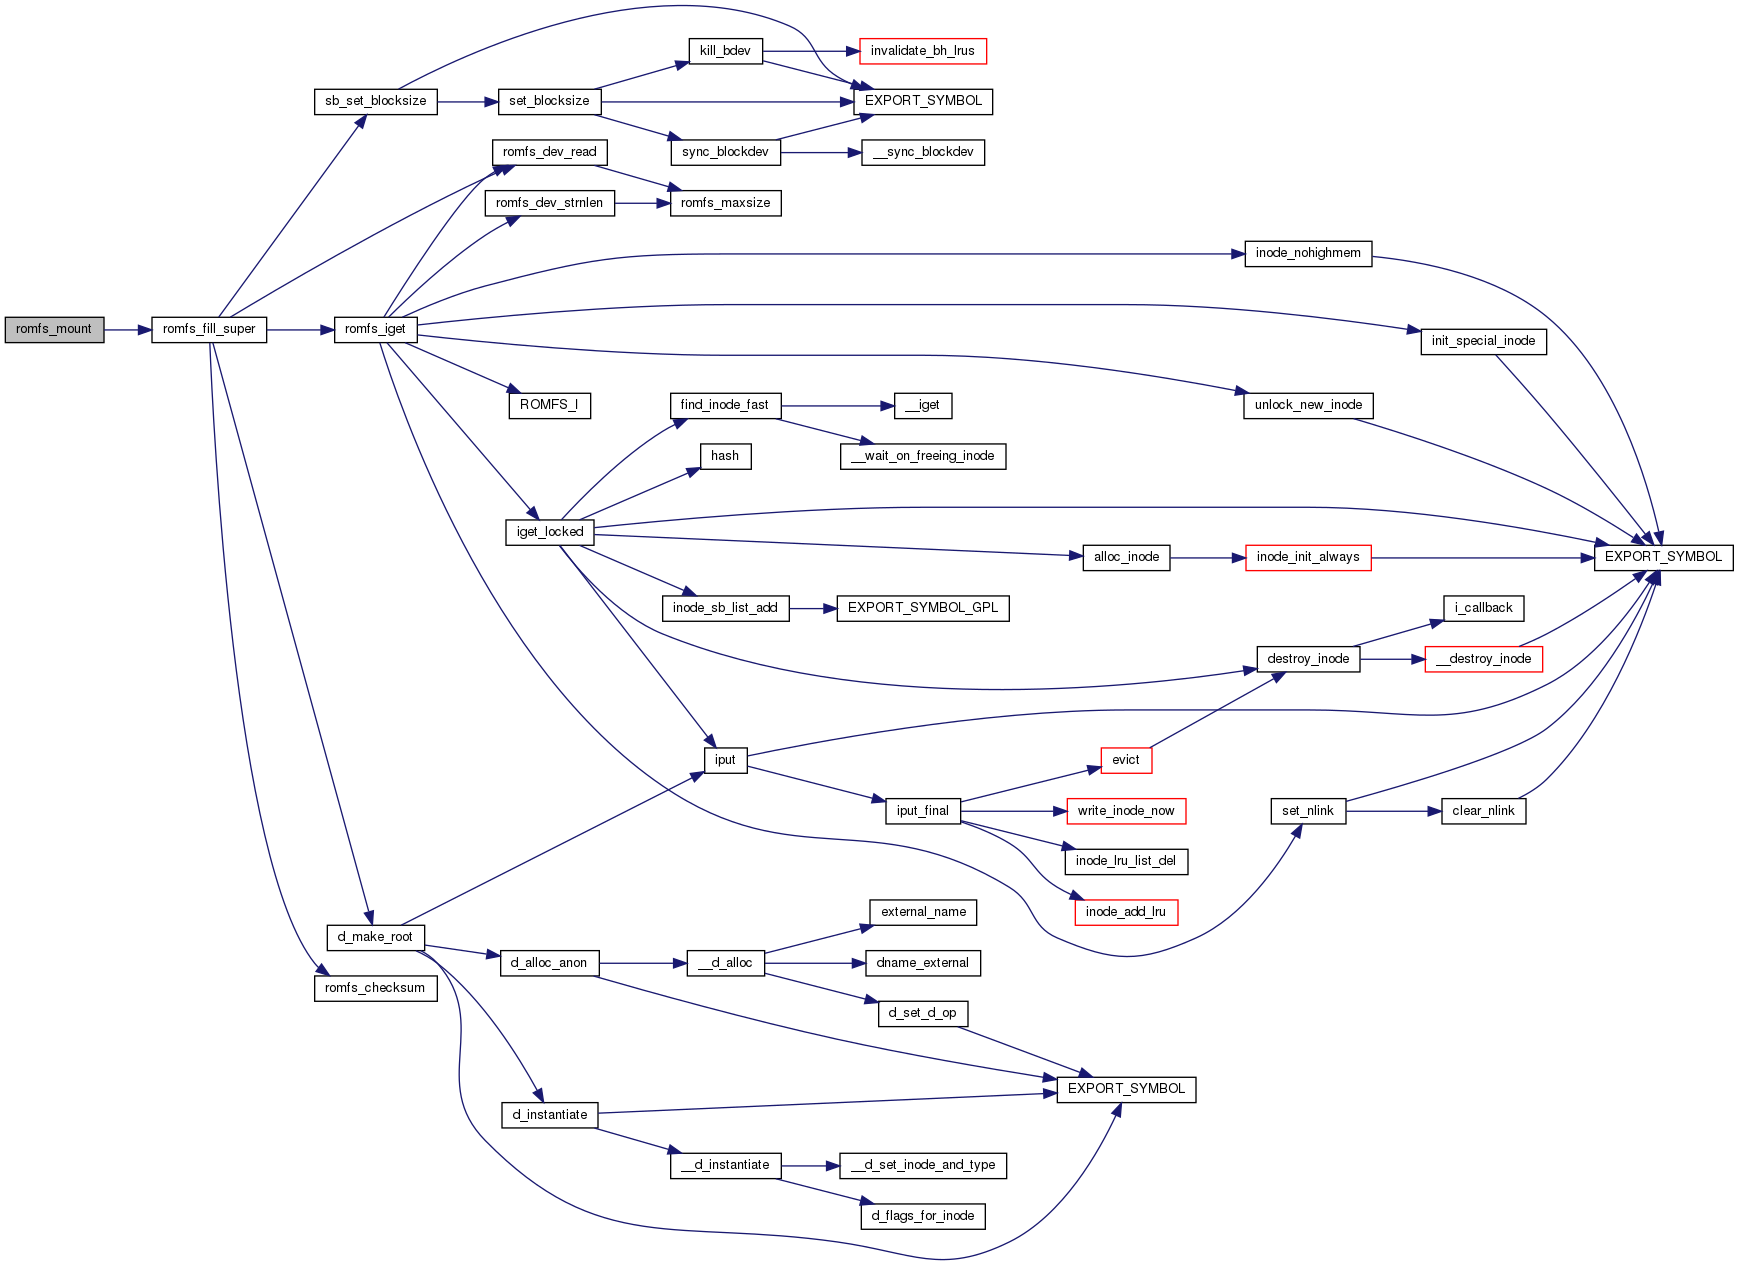 kill_bdev
invalidate_bh_lrus
sb_set_blocksize
set_blocksize
EXPORT_SYMBOL
romfs_dev_read
sync_blockdev
__sync_blockdev
romfs_dev_strnlen
romfs_maxsize
inode_nohighmem
romfs_mount
romfs_fill_super
romfs_iget
init_special_inode
ROMFS_I
find_inode_fast
__iget
unlock_new_inode
hash
__wait_on_freeing_inode
iget_locked
alloc_inode
inode_init_always
EXPORT_SYMBOL
inode_sb_list_add
EXPORT_SYMBOL_GPL
i_callback
destroy_inode
__destroy_inode
iput
evict
iput_final
write_inode_now
set_nlink
clear_nlink
inode_lru_list_del
external_name
inode_add_lru
d_make_root
d_alloc_anon
__d_alloc
dname_external
romfs_checksum
d_set_d_op
EXPORT_SYMBOL
d_instantiate
__d_instantiate
__d_set_inode_and_type
d_flags_for_inode